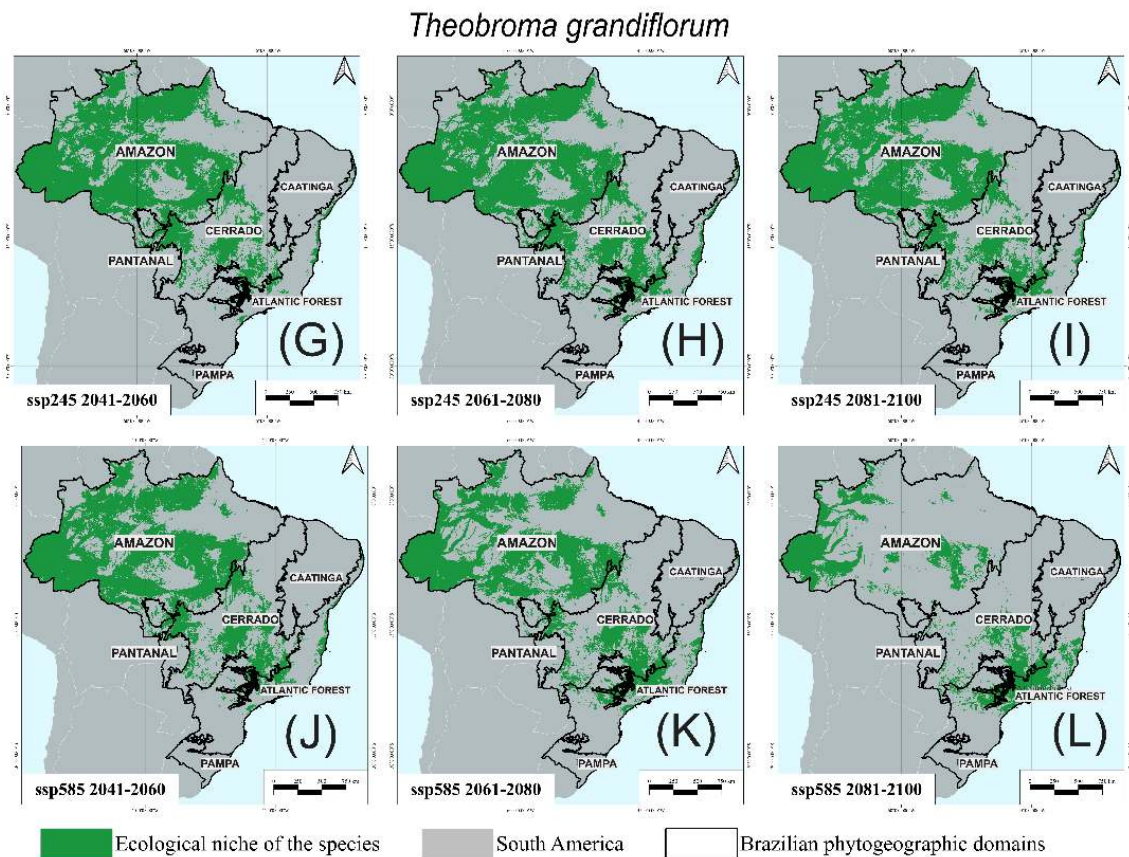 Theobroma grandiflorum
AMAZON
CAATINGA
CERRADO
PANTANAL
ATLANTIC FOREST
(G)
PAMPA
ssp245 2041-2060
AMAZON
CAATINGA
CERRADO
PANTANAL
ATLANTIC FOREST
(H)
PAMPA
ssp245 2061-2080
AMAZON
CAATINGA
CERRADO
PANTANAL
ATLANTIC FOREST
(I)
PAMPA
ssp245 2081-2100
AMAZON
CAATINGA
CERRADO
PANTANAL
ATLANTIC FOREST
(J)
PAMPA
ssp585 2041-2060
AMAZON
CAATINGA
CERRADO
PANTANAL
ATLANTIC FOREST
(K)
PAMPA
ssp585 2061-2080
AMAZON
CAATINGA
CERRADO
PANTANAL
ATLANTIC FOREST
(L)
PAMPA
ssp585 2081-2100
Ecological niche of the species
South America
Brazilian phytogeographic domains